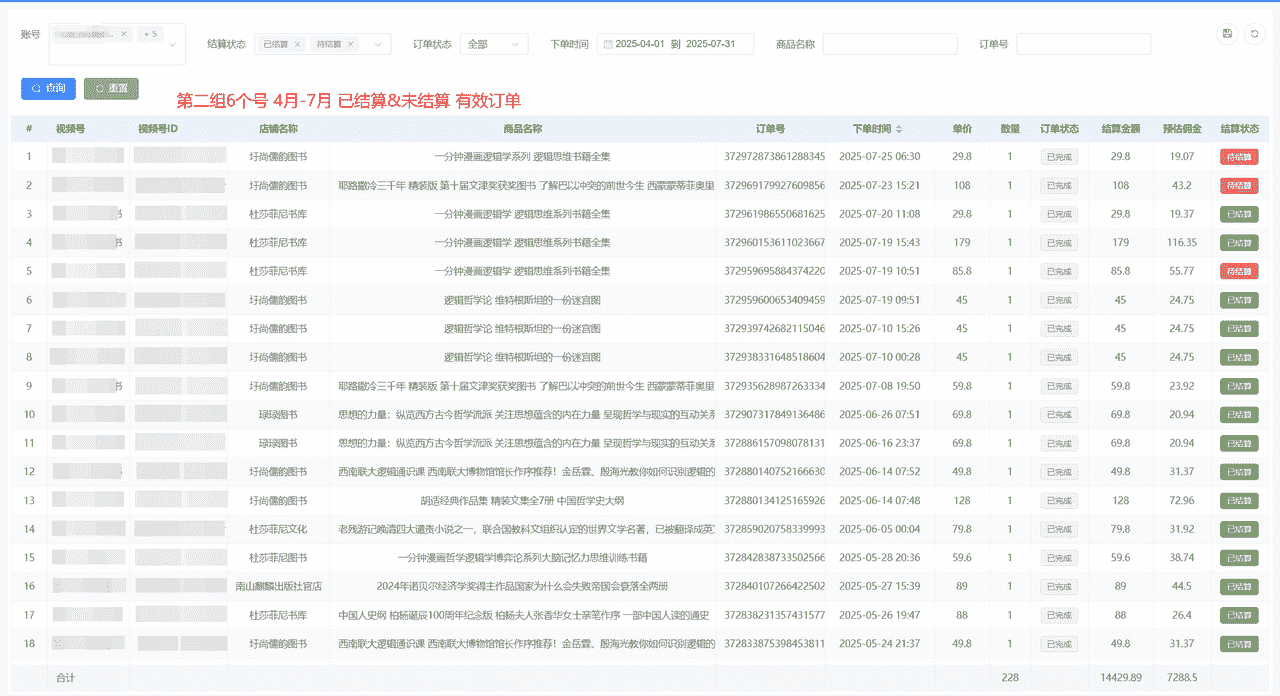 账号 × + 5 结算状态 已结算 × 待结算 × 订单状态 全部 下单时间 2025-04-01 到 2025-07-31 商品名称 订单号
查询 重置
第二组6个号 4月-7月 已结算&未结算 有效订单
# 视频号 视频号ID 店铺名称 商品名称 订单号 下单时间 单价 数量 订单状态 结算金额 预估佣金 结算状态
1 圩尚儒的图书 一分钟漫画逻辑学系列 逻辑思维书籍全集 3729728738612883456 2025-07-25 06:30 29.8 1 已完成 29.8 19.07 待结算
2 圩尚儒的图书 耶路撒冷三千年 精装版 第十届文津奖获奖图书 了解巴以冲突的前世今生 西蒙蒙蒂菲奥里 3729691799276098560 2025-07-23 15:21 108 1 已完成 108 43.2 待结算
3 书 杜莎菲尼书库 一分钟漫画逻辑学 逻辑思维系列书籍全集 372961986550681625 2025-07-20 11:08 29.8 1 已完成 29.8 19.37 已结算
4 书 杜莎菲尼书库 一分钟漫画逻辑学 逻辑思维系列书籍全集 372960153611023667 2025-07-19 15:43 179 1 已完成 179 116.35 已结算
5 杜莎菲尼书库 一分钟漫画逻辑学 逻辑思维系列书籍全集 372959695884374220 2025-07-19 10:51 85.8 1 已完成 85.8 55.77 待结算
6 圩尚儒的图书 逻辑哲学论 维特根斯坦的一份迷宫图 372959600653409459 2025-07-19 09:51 45 1 已完成 45 24.75 已结算
7 圩尚儒的图书 逻辑哲学论 维特根斯坦的一份迷宫图 372939742682115046 2025-07-10 15:26 45 1 已完成 45 24.75 已结算
8 圩尚儒的图书 逻辑哲学论 维特根斯坦的一份迷宫图 372938331648518604 2025-07-10 00:28 45 1 已完成 45 24.75 已结算
9 书 圩尚儒的图书 耶路撒冷三千年 精装版 第十届文津奖获奖图书 了解巴以冲突的前世今生 西蒙蒙蒂菲奥里 372935628987263334 2025-07-08 19:50 59.8 1 已完成 59.8 23.92 已结算
10 琰琰图书 思想的力量：纵览西方古今哲学流派 关注思想蕴含的内在力量 呈现哲学与现实的互动关系 372907317849136486 2025-06-26 07:51 69.8 1 已完成 69.8 20.94 已结算
11 琰琰图书 思想的力量：纵览西方古今哲学流派 关注思想蕴含的内在力量 呈现哲学与现实的互动关系 372886157098078131 2025-06-16 23:37 69.8 1 已完成 69.8 20.94 已结算
12 圩尚儒的图书 西南联大逻辑通识课 西南联大博物馆馆长作序推荐！金岳霖、殷海光教你如何识别逻辑的 372880140752166630 2025-06-14 07:52 49.8 1 已完成 49.8 31.37 已结算
13 圩尚儒的图书 胡适经典作品集 精装文集全7册 中国哲学史大纲 372880134125165926 2025-06-14 07:48 128 1 已完成 128 72.96 已结算
14 杜莎菲尼文化 老残游记晚清四大谴责小说之一，联合国教科文组织认定的世界文学名著，已被翻译成英 372859020758339993 2025-06-05 00:04 79.8 1 已完成 79.8 31.92 已结算
15 杜莎菲尼图书 一分钟漫画哲学逻辑学博弈论系列大脑记忆力思维训练书籍 372842838733502566 2025-05-28 20:36 59.6 1 已完成 59.6 38.74 已结算
16 南山麒麟出版社官店 2024年诺贝尔经济学奖得主作品国家为什么会失败帝国会衰落全两册 372840107266422502 2025-05-27 15:39 89 1 已完成 89 44.5 已结算
17 杜莎菲尼书库 中国人史纲 柏杨诞辰100周年纪念版 柏杨夫人张香华女士亲笔作序 一部中国人读的通史 372838231357431577 2025-05-26 19:47 88 1 已完成 88 26.4 已结算
18 圩尚儒的图书 西南联大逻辑通识课 西南联大博物馆馆长作序推荐！金岳霖、殷海光教你如何识别逻辑的 372833875398453811 2025-05-24 21:37 49.8 1 已完成 49.8 31.37 已结算
合计 228 14429.89 7288.5